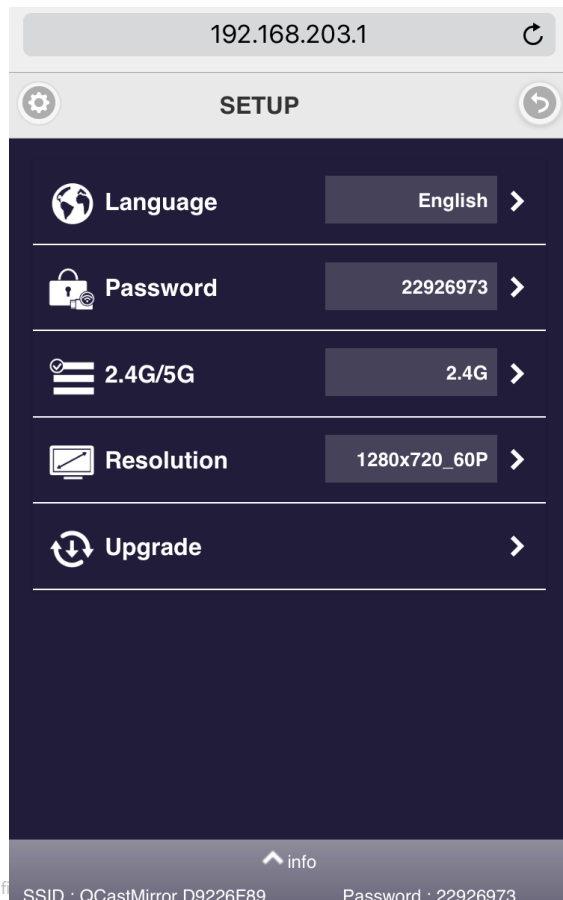 192.168.203.1
SETUP
Language English
Password 22926973
2.4G/5G 2.4G
Resolution 1280x720_60P
Upgrade
info
SSID : QCastMirror D9226E89 Password : 22926973